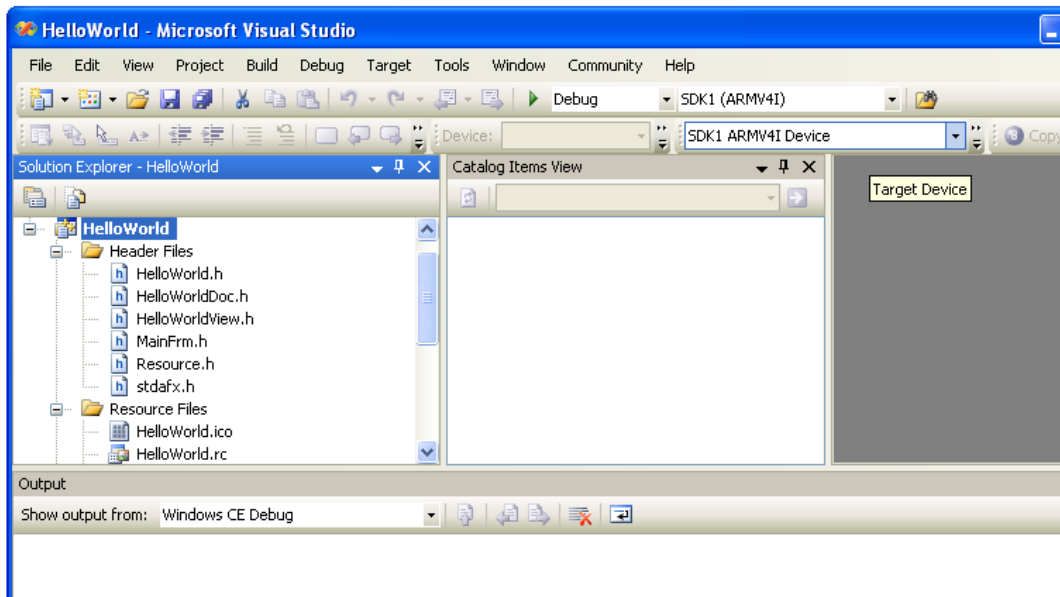 HelloWorld - Microsoft Visual Studio
File Edit View Project Build Debug Target Tools Window Community Help
Debug SDK1 (ARMV4I)
Device: SDK1 ARMV4I Device Copy
Solution Explorer - HelloWorld Catalog Items View
Target Device
HelloWorld
Header Files
HelloWorld.h
HelloWorldDoc.h
HelloWorldView.h
MainFrm.h
Resource.h
stdafx.h
Resource Files
HelloWorld.ico
HelloWorld.rc
Output
Show output from: Windows CE Debug